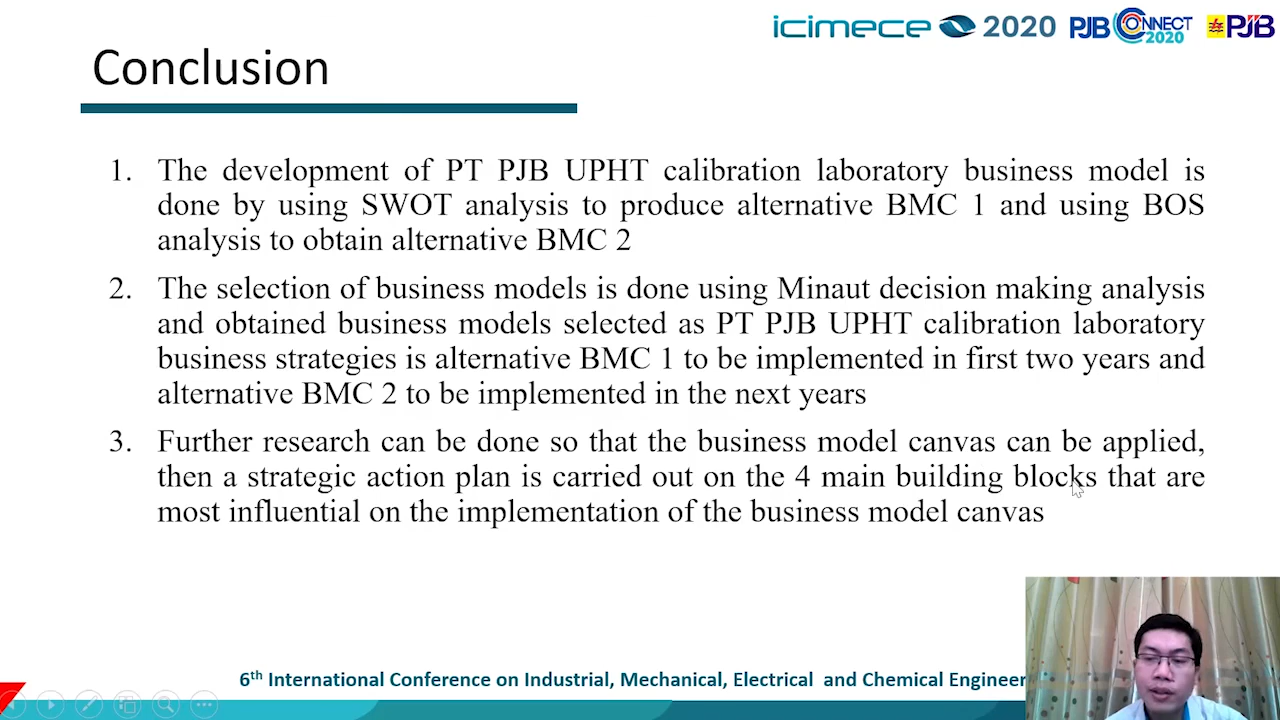 icimece 2020 PJB CONNECT 2020 PJB
Conclusion
1. The development of PT PJB UPHT calibration laboratory business model is
done by using SWOT analysis to produce alternative BMC 1 and using BOS
analysis to obtain alternative BMC 2
2. The selection of business models is done using Minaut decision making analysis
and obtained business models selected as PT PJB UPHT calibration laboratory
business strategies is alternative BMC 1 to be implemented in first two years and
alternative BMC 2 to be implemented in the next years
3. Further research can be done so that the business model canvas can be applied,
then a strategic action plan is carried out on the 4 main building blocks that are
most influential on the implementation of the business model canvas
6th International Conference on Industrial, Mechanical, Electrical and Chemical Engineer